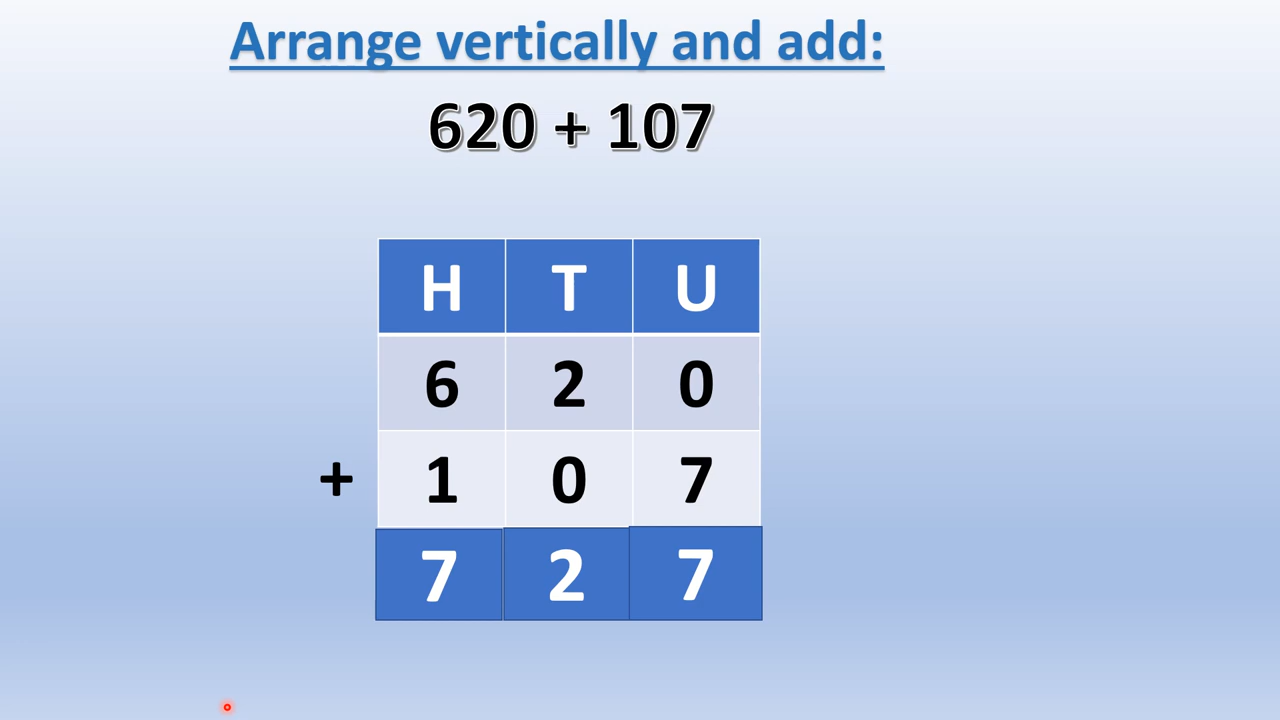 Arrange vertically and add:
620 + 107
H T U
6 2 0
+ 1 0 7
7 2 7